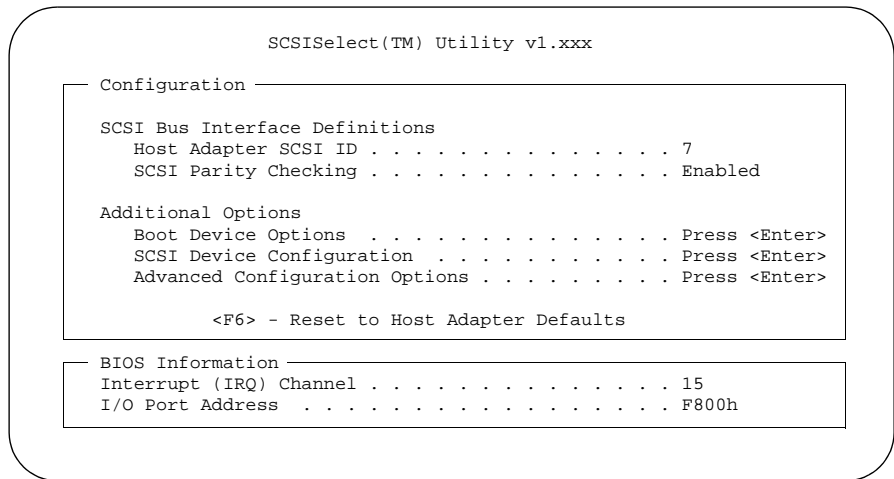 SCSISelect(TM) Utility v1.xxx
Configuration
SCSI Bus Interface Definitions
Host Adapter SCSI ID . . . . . . . . . . . . . . 7
SCSI Parity Checking . . . . . . . . . . . . . . Enabled
Additional Options
Boot Device Options . . . . . . . . . . . . . . Press <Enter>
SCSI Device Configuration . . . . . . . . . . . Press <Enter>
Advanced Configuration Options . . . . . . . . . Press <Enter>
<F6> - Reset to Host Adapter Defaults
BIOS Information
Interrupt (IRQ) Channel . . . . . . . . . . . . . . 15
I/O Port Address . . . . . . . . . . . . . . . . . F800h